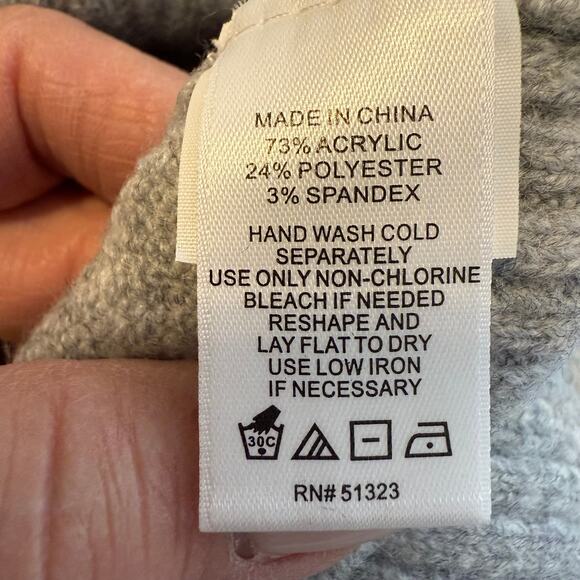 MADE IN CHINA
73% ACRYLIC
24% POLYESTER
3% SPANDEX
HAND WASH COLD
SEPARATELY
USE ONLY NON-CHLORINE
BLEACH IF NEEDED
RESHAPE AND
LAY FLAT TO DRY
USE LOW IRON
IF NECESSARY
30C
RN# 51323